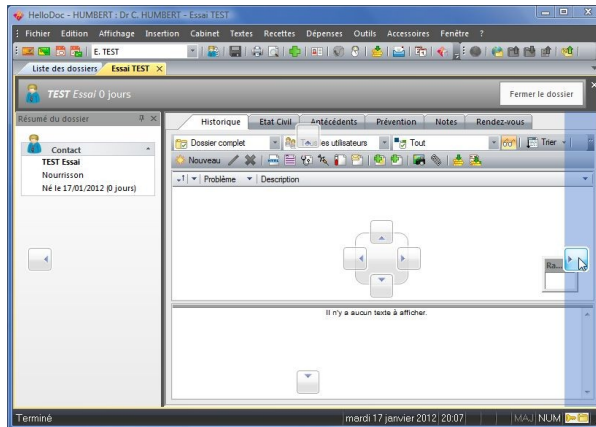 HelloDoc - HUMBERT : Dr C. HUMBERT - Essai TEST
Fichier Edition Affichage Insertion Cabinet Textes Recettes Dépenses Outils Accessoires Fenêtre ?
E. TEST
Liste des dossiers Essai TEST
TEST Essai 0 jours
Fermer le dossier
Résumé du dossier
Historique Etat Civil Antécédents Prévention Notes Rendez-vous
Dossier complet es utilisateurs Tout Trier
Contact
Nouveau
TEST Essai
Problème Description
Nourrisson
Né le 17/01/2012 (0 jours)
Ra...
Il n'y a aucun texte à afficher.
Terminé mardi 17 janvier 2012 20:07 MAJ NUM